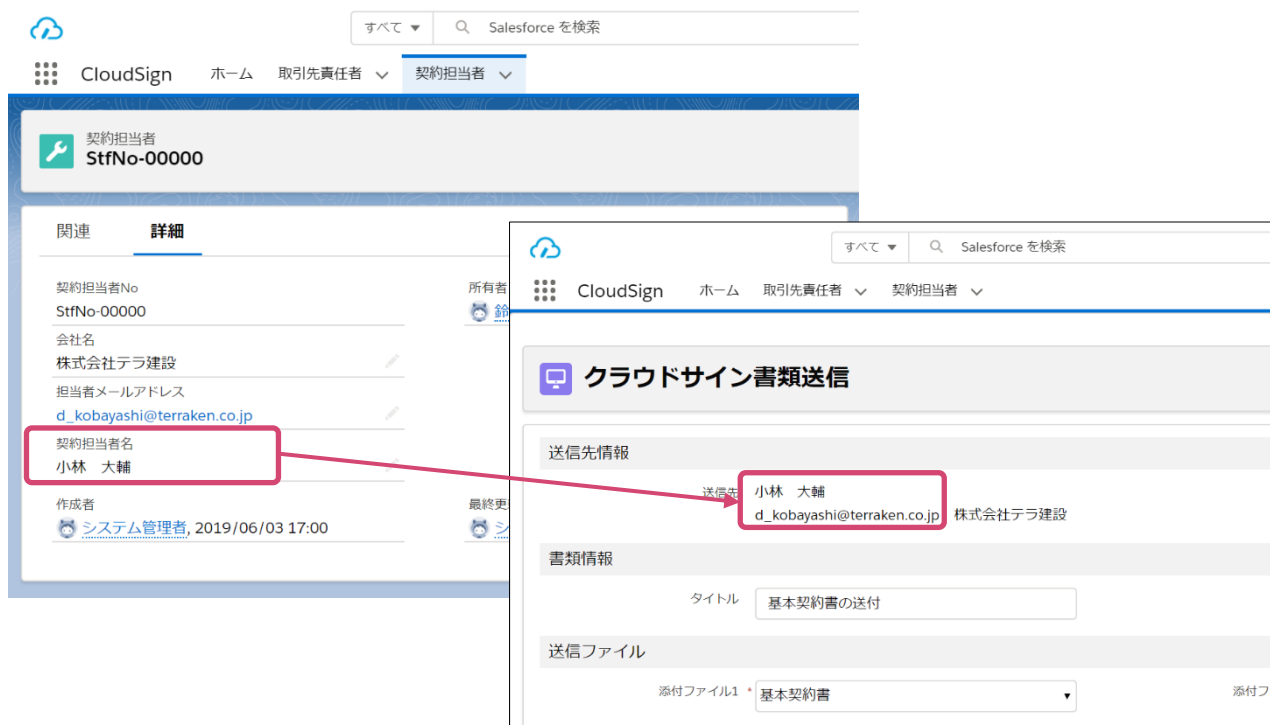 すべて
Salesforce を検索
CloudSign ホーム 取引先責任者 契約担当者
契約担当者
StfNo-00000
関連 詳細
契約担当者No
StfNo-00000
会社名
株式会社テラ建設
担当者メールアドレス
d_kobayashi@terraken.co.jp
契約担当者名
小林　大輔
作成者
システム管理者, 2019/06/03 17:00
所有者
鈴
最終更
シ
すべて
Salesforce を検索
CloudSign ホーム 取引先責任者 契約担当者
クラウドサイン書類送信
送信先情報
送信先 小林　大輔
d_kobayashi@terraken.co.jp 株式会社テラ建設
書類情報
タイトル 基本契約書の送付
送信ファイル
添付ファイル1 * 基本契約書 添付フ